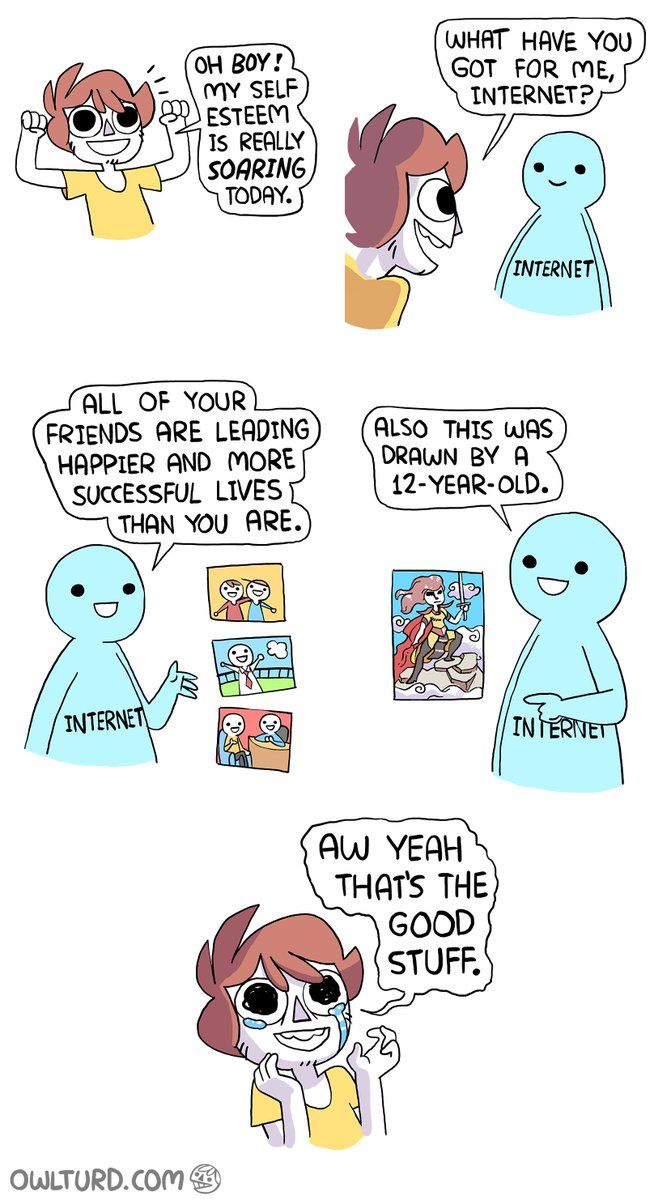 OH BOY!
MY SELF
ESTEEM
IS REALLY
SOARING
TODAY.
WHAT HAVE YOU
GOT FOR ME,
INTERNET?
INTERNET
ALL OF YOUR
FRIENDS ARE LEADING
HAPPIER AND MORE
SUCCESSFUL LIVES
THAN YOU ARE.
INTERNET
ALSO THIS WAS
DRAWN BY A
12-YEAR-OLD.
INTERNET
AW YEAH
THAT'S THE
GOOD
STUFF.
OWLTURD.COM